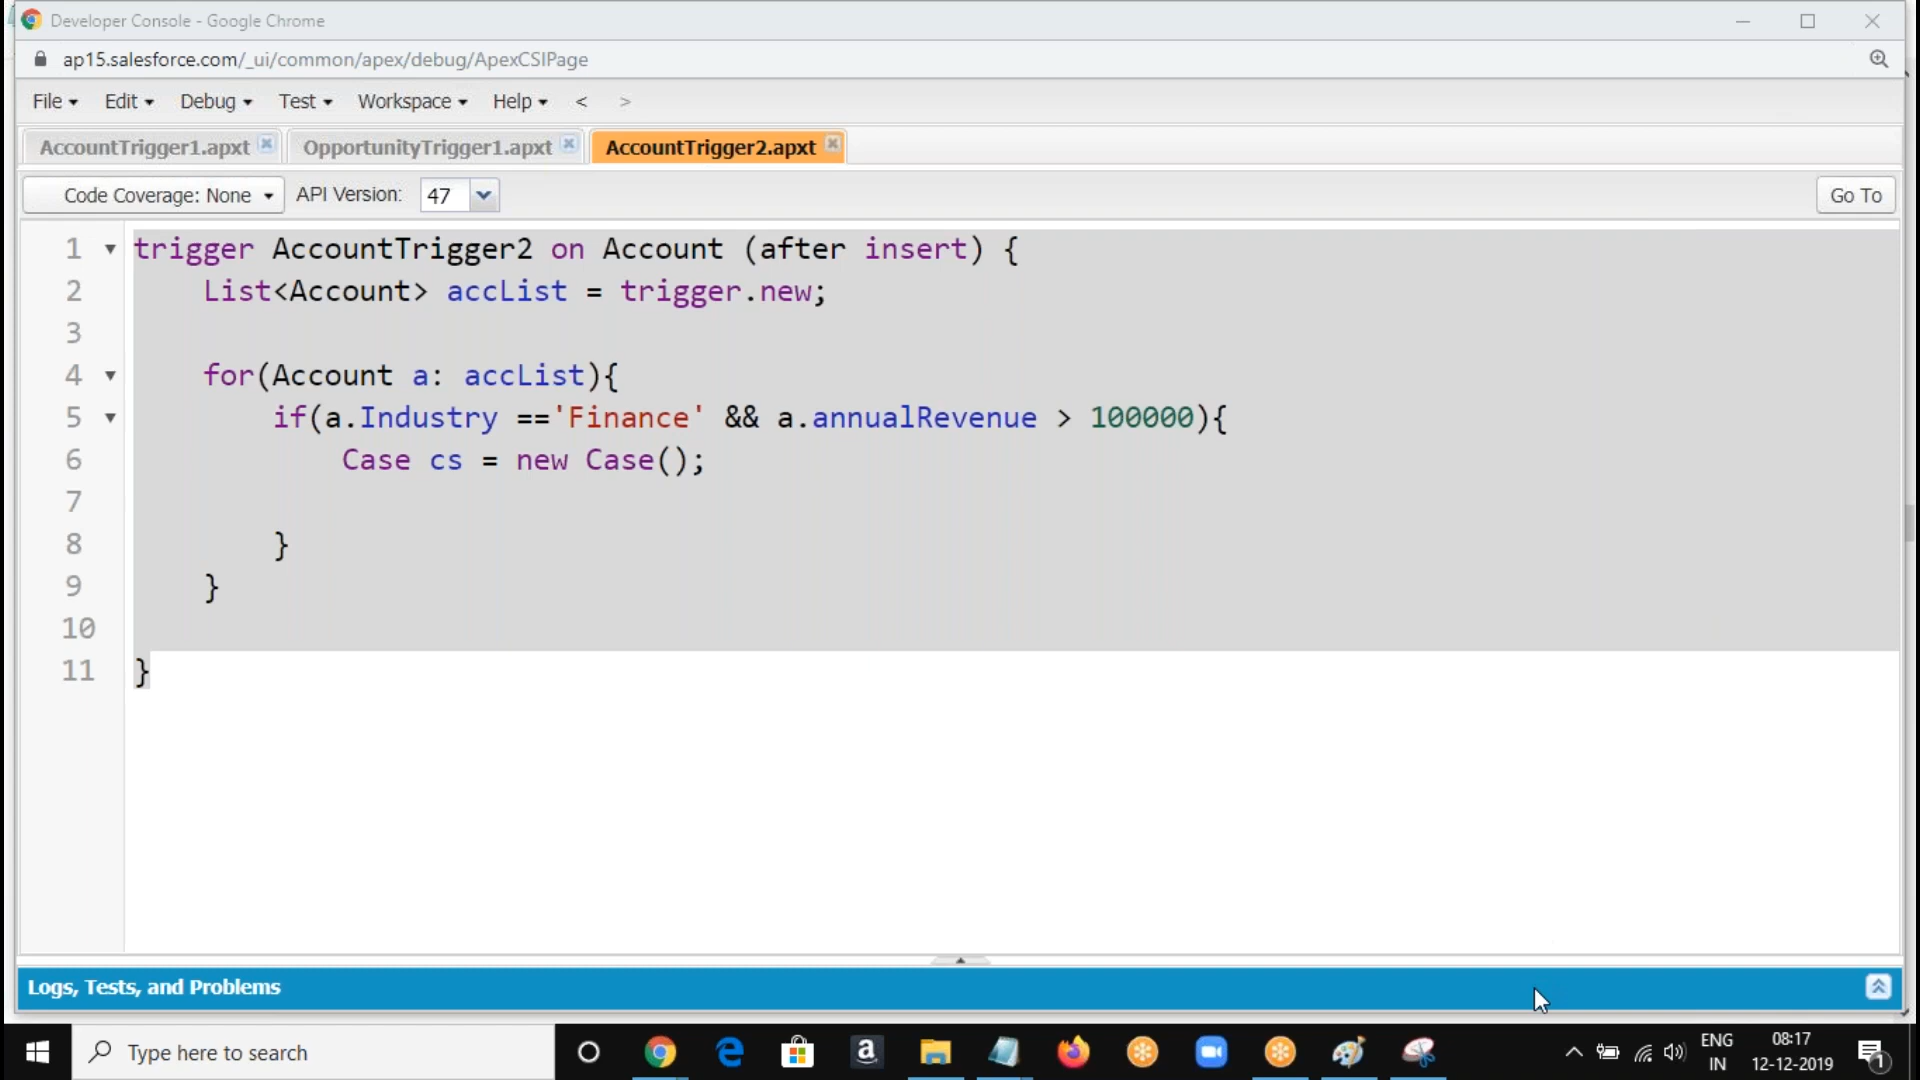 Developer Console - Google Chrome
ap15.salesforce.com/_ui/common/apex/debug/ApexCSIPage
File Edit Debug Test Workspace Help < >
AccountTrigger1.apxt OpportunityTrigger1.apxt AccountTrigger2.apxt
Code Coverage: None API Version: 47 Go To
1 trigger AccountTrigger2 on Account (after insert) {
2 List<Account> accList = trigger.new;
3
4 for(Account a: accList){
5 if(a.Industry =='Finance' && a.annualRevenue > 100000){
6 Case cs = new Case();
7
8 }
9 }
10
11 }
Logs, Tests, and Problems
Type here to search
a
ENG
IN
08:17
12-12-2019
1